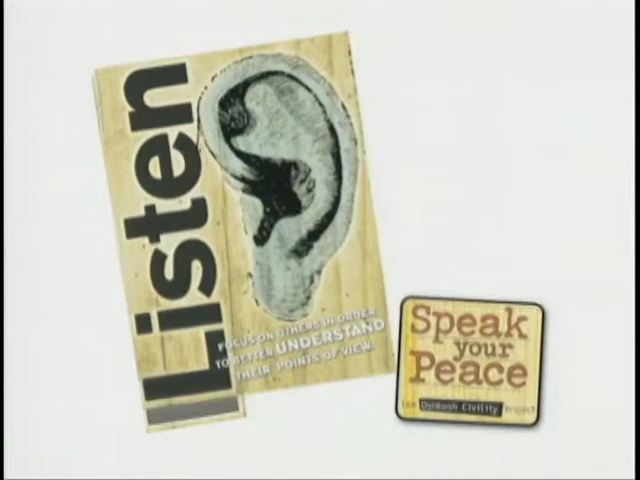 Listen
FOCUS ON OTHERS IN ORDER
TO BETTER UNDERSTAND
THEIR POINTS OF VIEW.
Speak
your
Peace
The Oshkosh Civility Project